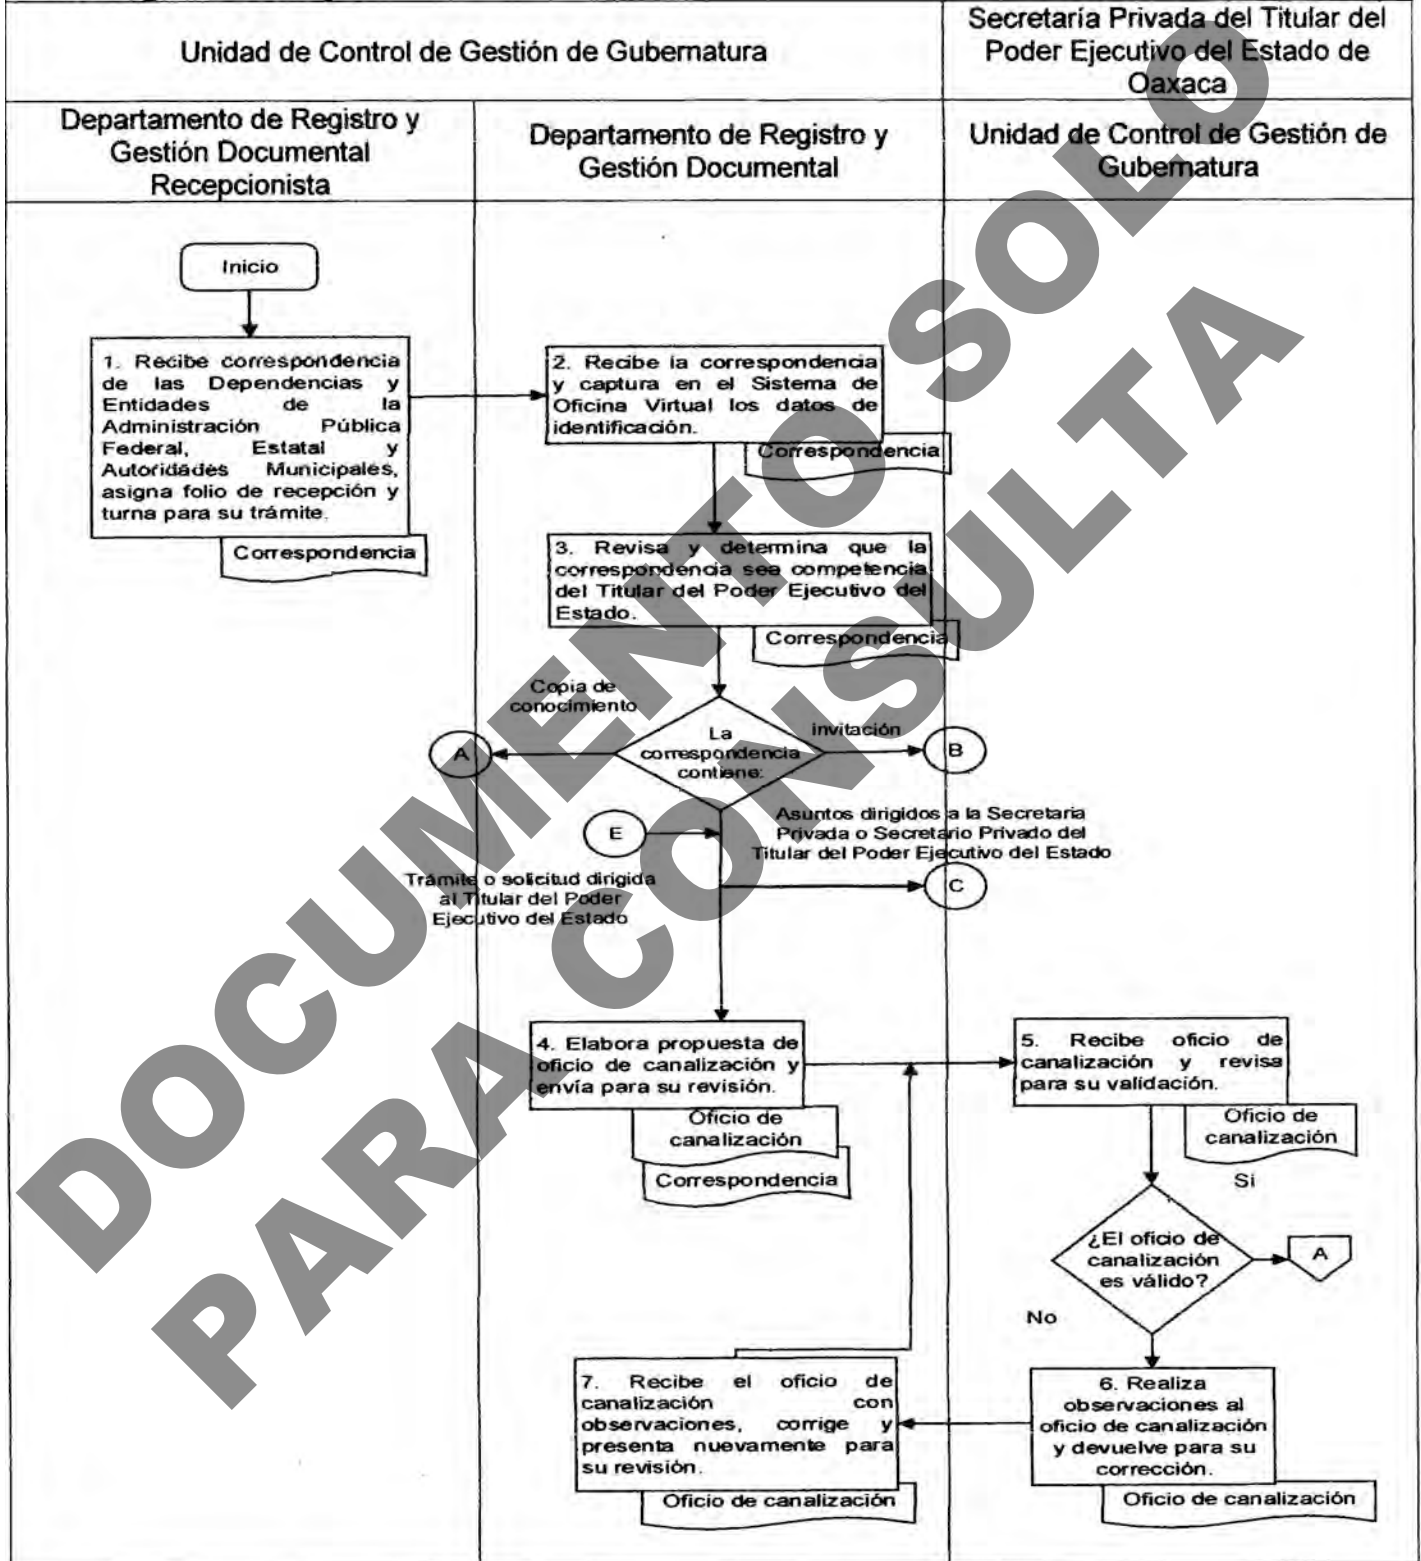 Unidad de Control de Gestión de Gubernatura
Secretaría Privada del Titular del
Poder Ejecutivo del Estado de
Oaxaca
Departamento de Registro y
Gestión Documental
Recepcionista
Departamento de Registro y
Gestión Documental
Unidad de Control de Gestión de
Gubernatura
Inicio
1. Recibe correspondencia
de las Dependencias y
Entidades de la
Administración Pública
Federal, Estatal y
Autoridades Municipales,
asigna folio de recepción y
turna para su trámite.
Correspondencia
2. Recibe la correspondencia
y captura en el Sistema de
Oficina Virtual los datos de
identificación.
Correspondencia
3. Revisa y determina que la
correspondencia sea competencia
del Titular del Poder Ejecutivo del
Estado.
Correspondencia
Copia de
conocimiento
A
La
correspondencia
contiene:
invitación
B
E
Asuntos dirigidos a la Secretaria
Privada o Secretario Privado del
Titular del Poder Ejecutivo del Estado
C
Trámite o solicitud dirigida
al Titular del Poder
Ejecutivo del Estado
4. Elabora propuesta de
oficio de canalización y
envía para su revisión.
Oficio de
canalización
Correspondencia
5. Recibe oficio de
canalización y revisa
para su validación.
Oficio de
canalización
Si
¿El oficio de
canalización
es válido?
A
No
6. Realiza
observaciones al
oficio de canalización
y devuelve para su
corrección.
Oficio de canalización
7. Recibe el oficio de
canalización con
observaciones, corrige y
presenta nuevamente para
su revisión.
Oficio de canalización
DOCUMENTO SOLO
PARA CONSULTA